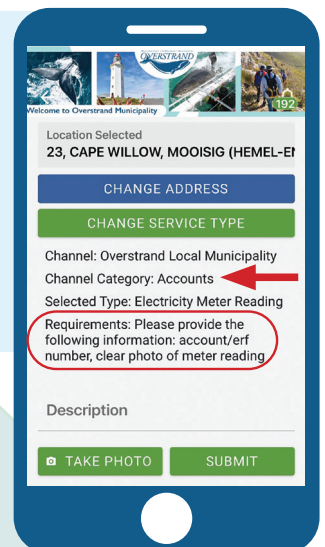 OVERSTRAND
Welcome to Overstrand Municipality
192
Location Selected
23, CAPE WILLOW, MOOISIG (HEMEL-EN
CHANGE ADDRESS
CHANGE SERVICE TYPE
Channel: Overstrand Local Municipality
Channel Category: Accounts
Selected Type: Electricity Meter Reading
Requirements: Please provide the
following information: account/erf
number, clear photo of meter reading
Description
TAKE PHOTO
SUBMIT